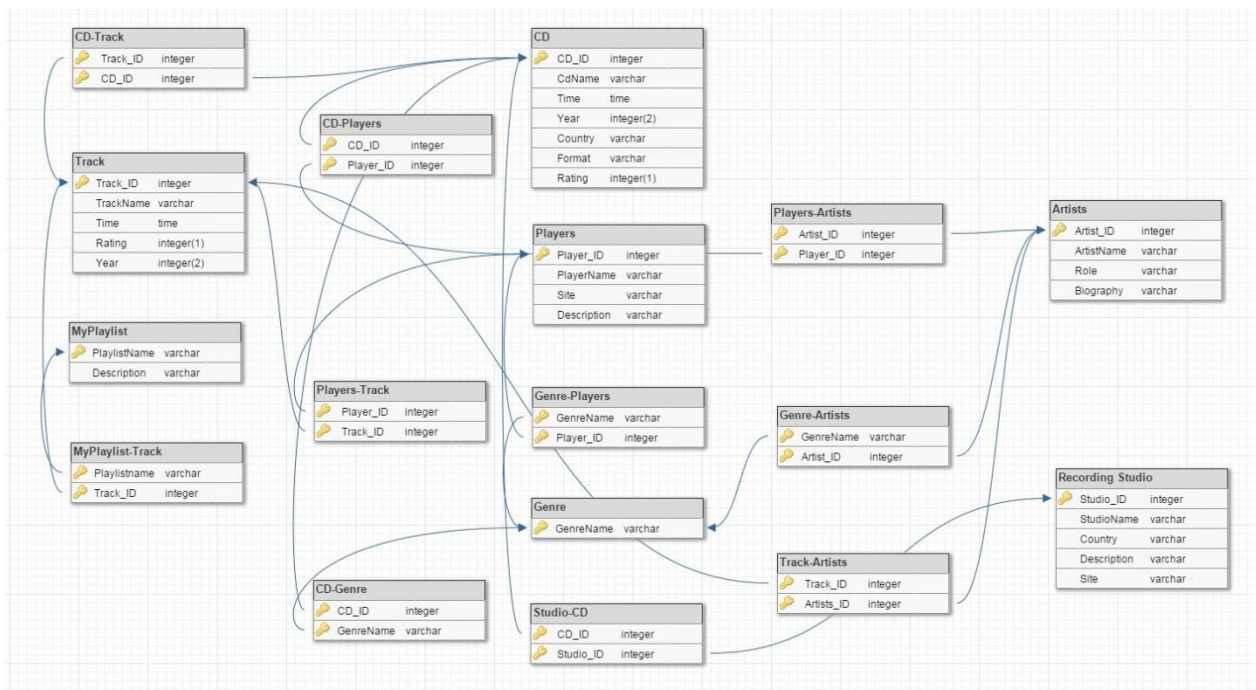 CD-Track
Track_ID integer
CD_ID integer
CD
CD_ID integer
CdName varchar
Time time
Year integer(2)
Country varchar
Format varchar
Rating integer(1)
CD-Players
CD_ID integer
Player_ID integer
Track
Track_ID integer
TrackName varchar
Time time
Rating integer(1)
Year integer(2)
Players
Player_ID integer
PlayerName varchar
Site varchar
Description varchar
Players-Artists
Artist_ID integer
Player_ID integer
Artists
Artist_ID integer
ArtistName varchar
Role varchar
Biography varchar
MyPlaylist
PlaylistName varchar
Description varchar
Players-Track
Player_ID integer
Track_ID integer
Genre-Players
GenreName varchar
Player_ID integer
Genre-Artists
GenreName varchar
Artist_ID integer
MyPlaylist-Track
Playlistname varchar
Track_ID integer
Recording Studio
Studio_ID integer
StudioName varchar
Country varchar
Description varchar
Site varchar
Genre
GenreName varchar
Track-Artists
Track_ID integer
Artists_ID integer
CD-Genre
CD_ID integer
GenreName varchar
Studio-CD
CD_ID integer
Studio_ID integer